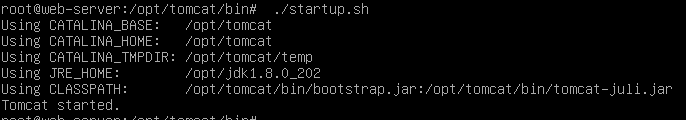 root@web-server:/opt/tomcat/bin#  ./startup.sh
Using CATALINA_BASE:   /opt/tomcat
Using CATALINA_HOME:   /opt/tomcat
Using CATALINA_TMPDIR: /opt/tomcat/temp
Using JRE_HOME:        /opt/jdk1.8.0_202
Using CLASSPATH:       /opt/tomcat/bin/bootstrap.jar:/opt/tomcat/bin/tomcat-juli.jar
Tomcat started.
root@web-server:/opt/tomcat/bin#